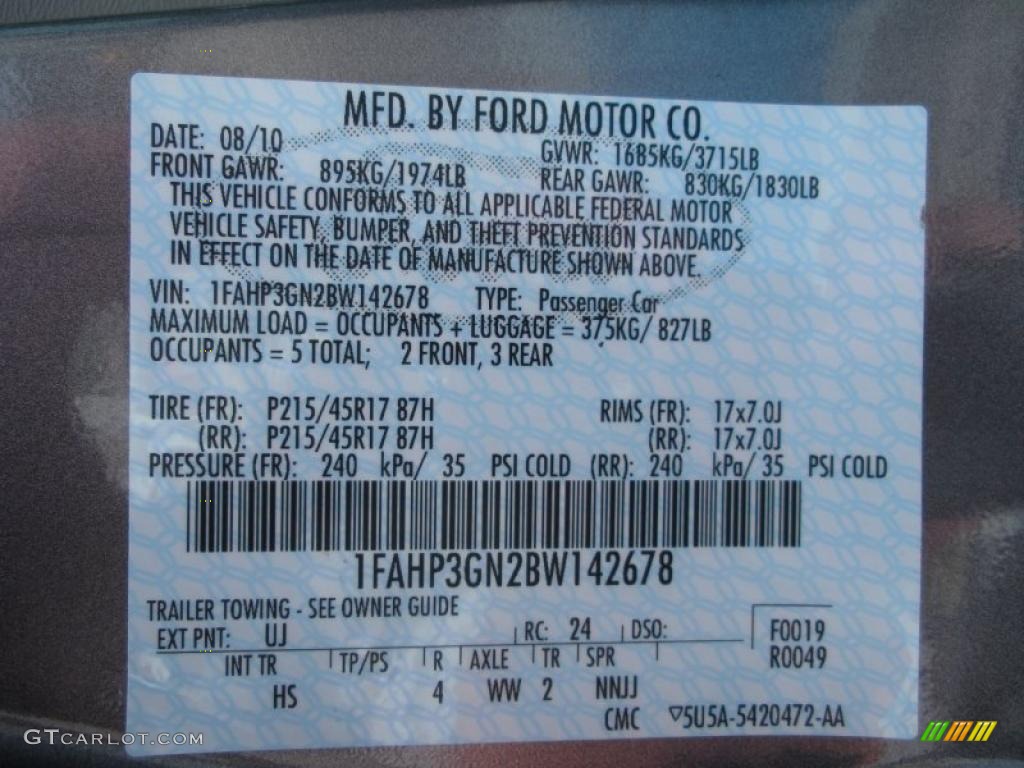 MFD. BY FORD MOTOR CO.
DATE: 08/10 GVWR: 1685KG/3715LB
FRONT GAWR: 895KG/1974LB REAR GAWR: 830KG/1830LB
THIS VEHICLE CONFORMS TO ALL APPLICABLE FEDERAL MOTOR
VEHICLE SAFETY, BUMPER, AND THEFT PREVENTION STANDARDS
IN EFFECT ON THE DATE OF MANUFACTURE SHOWN ABOVE.
VIN: 1FAHP3GN2BW142678 TYPE: Passenger Car
MAXIMUM LOAD = OCCUPANTS + LUGGAGE = 375KG/ 827LB
OCCUPANTS = 5 TOTAL; 2 FRONT, 3 REAR
TIRE (FR): P215/45R17 87H RIMS (FR): 17x7.0J
(RR): P215/45R17 87H (RR): 17x7.0J
PRESSURE (FR): 240 kPa/ 35 PSI COLD (RR): 240 kPa/ 35 PSI COLD
1FAHP3GN2BW142678
TRAILER TOWING - SEE OWNER GUIDE
EXT PNT: UJ RC: 24 DSO: F0019
INT TR TP/PS R AXLE TR SPR R0049
HS 4 WW 2 NNJJ
CMC ▽5U5A-5420472-AA
GTCARLOT.COM